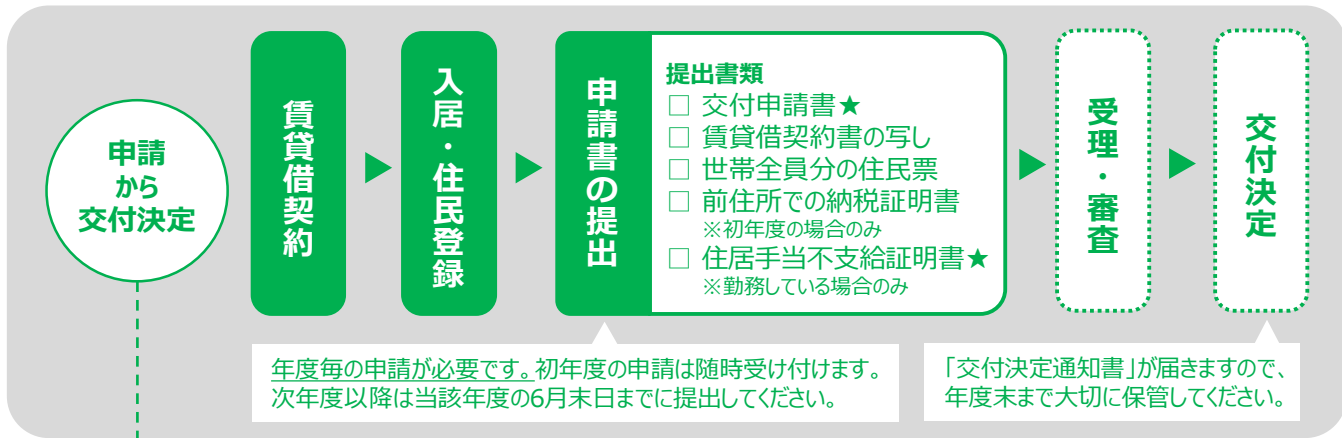 申請
から
交付決定
賃貸借契約
入居・住民登録
申請書の提出
提出書類
□ 交付申請書★
□ 賃貸借契約書の写し
□ 世帯全員分の住民票
□ 前住所での納税証明書
※初年度の場合のみ
□ 住居手当不支給証明書★
※勤務している場合のみ
受理・審査
交付決定
年度毎の申請が必要です。初年度の申請は随時受け付けます。
次年度以降は当該年度の6月末日までに提出してください。
「交付決定通知書」が届きますので、
年度末まで大切に保管してください。